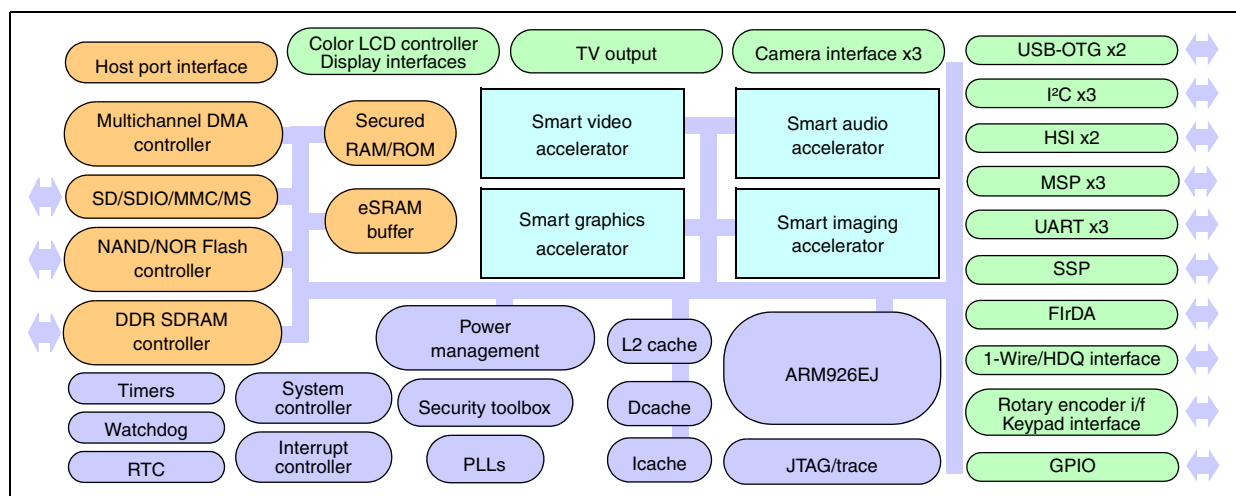 Host port interface
Color LCD controller
Display interfaces
TV output
Camera interface x3
USB-OTG x2
Multichannel DMA
controller
Secured
RAM/ROM
Smart video
accelerator
Smart audio
accelerator
I²C x3
HSI x2
SD/SDIO/MMC/MS
eSRAM
buffer
Smart graphics
accelerator
Smart imaging
accelerator
MSP x3
UART x3
NAND/NOR Flash
controller
SSP
DDR SDRAM
controller
Power
management
L2 cache
ARM926EJ
FIrDA
1-Wire/HDQ interface
Timers
System
controller
Security toolbox
Dcache
Rotary encoder i/f
Keypad interface
Watchdog
Interrupt
controller
PLLs
Icache
JTAG/trace
RTC
GPIO